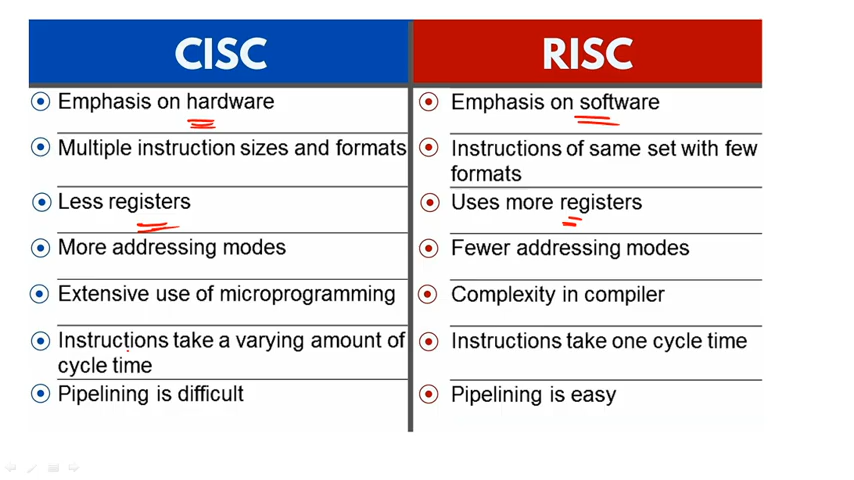 CISC
RISC
Emphasis on hardware
Emphasis on software
Multiple instruction sizes and formats
Instructions of same set with few
formats
Less registers
Uses more registers
More addressing modes
Fewer addressing modes
Extensive use of microprogramming
Complexity in compiler
Instructions take a varying amount of
cycle time
Instructions take one cycle time
Pipelining is difficult
Pipelining is easy